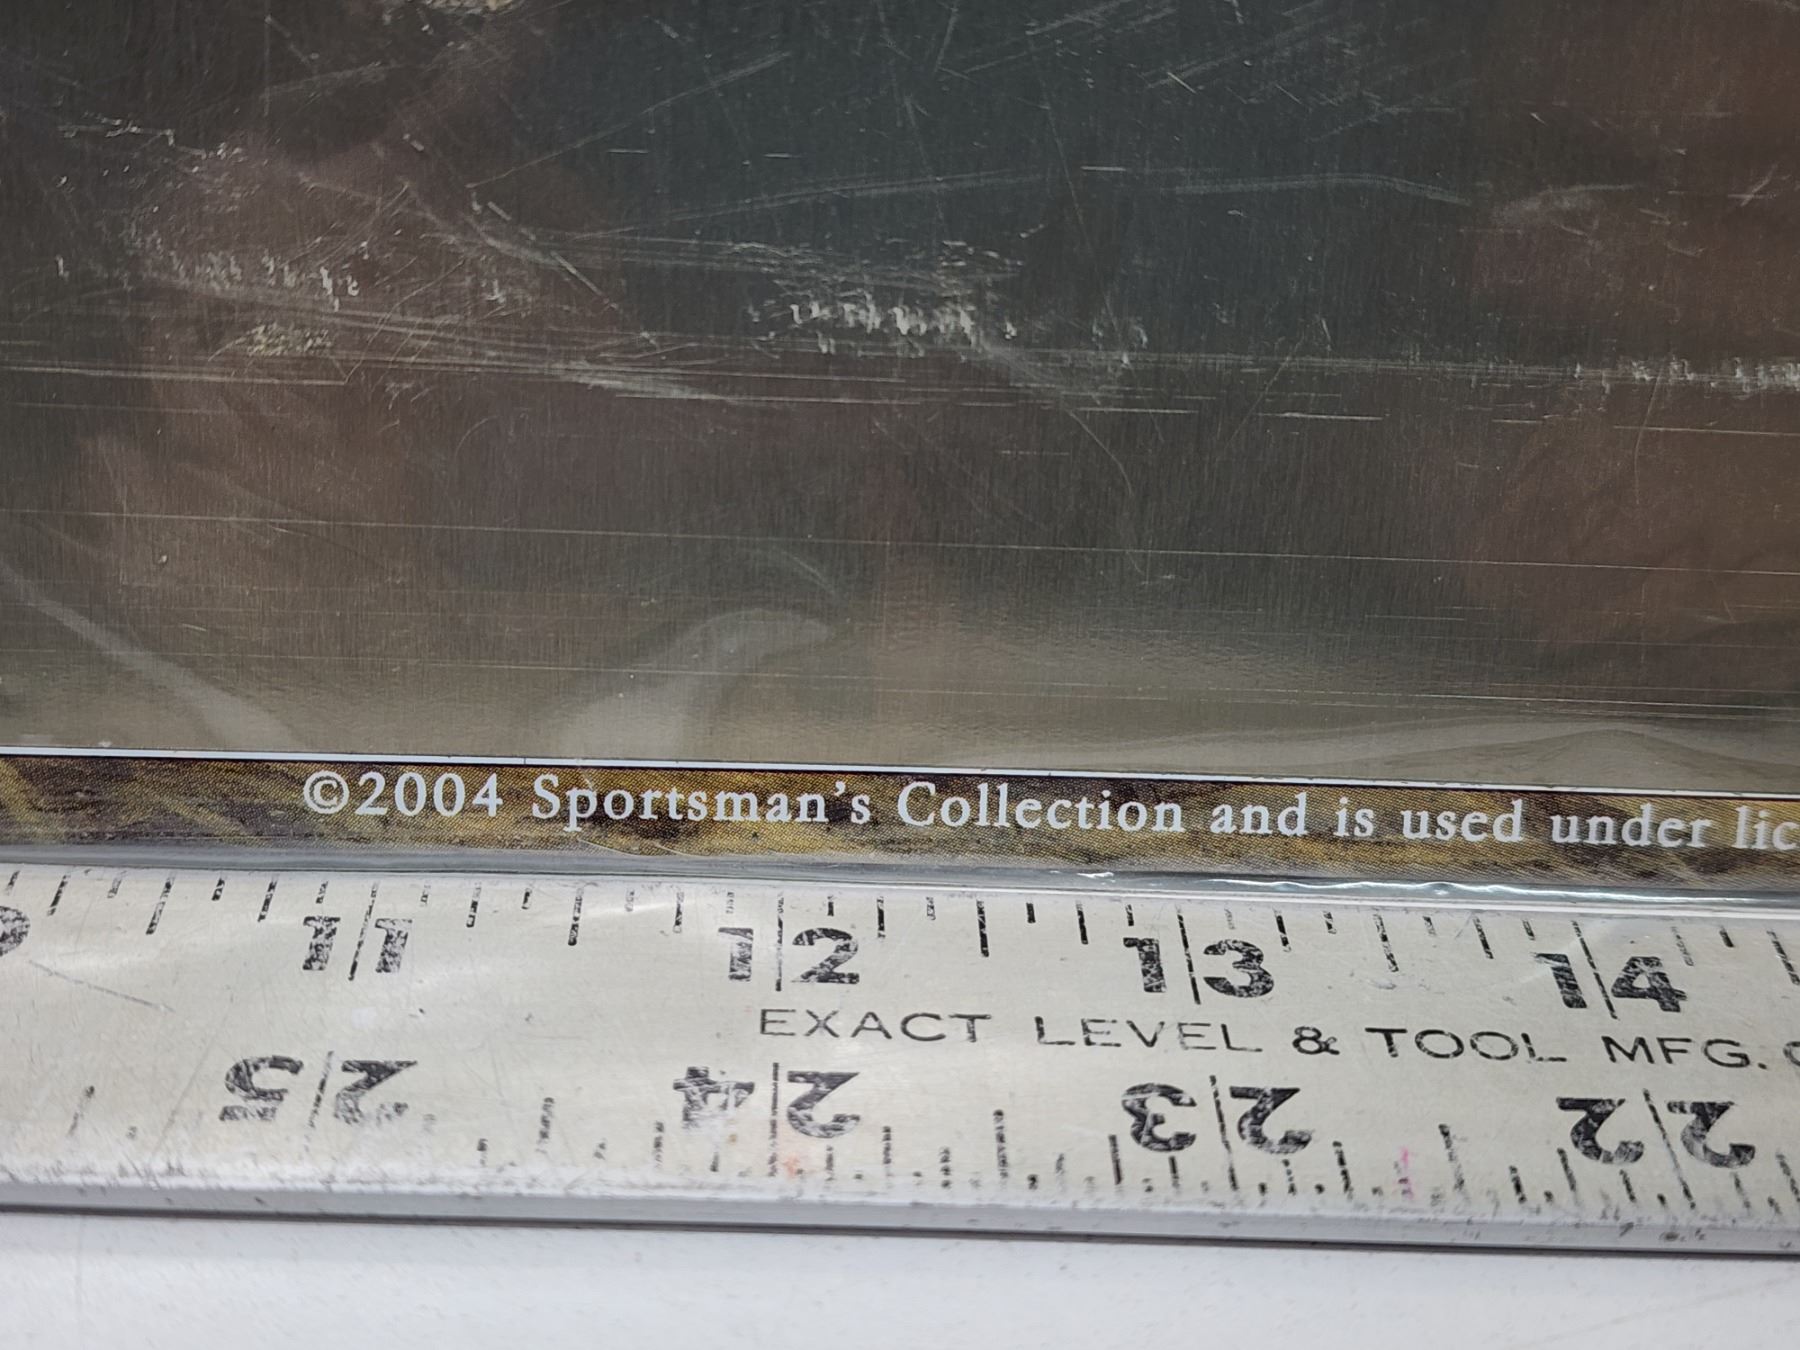 ©2004 Sportsman's Collection and is used under lic
11 12 13 14
EXACT LEVEL & TOOL MFG.
25 24 23 22